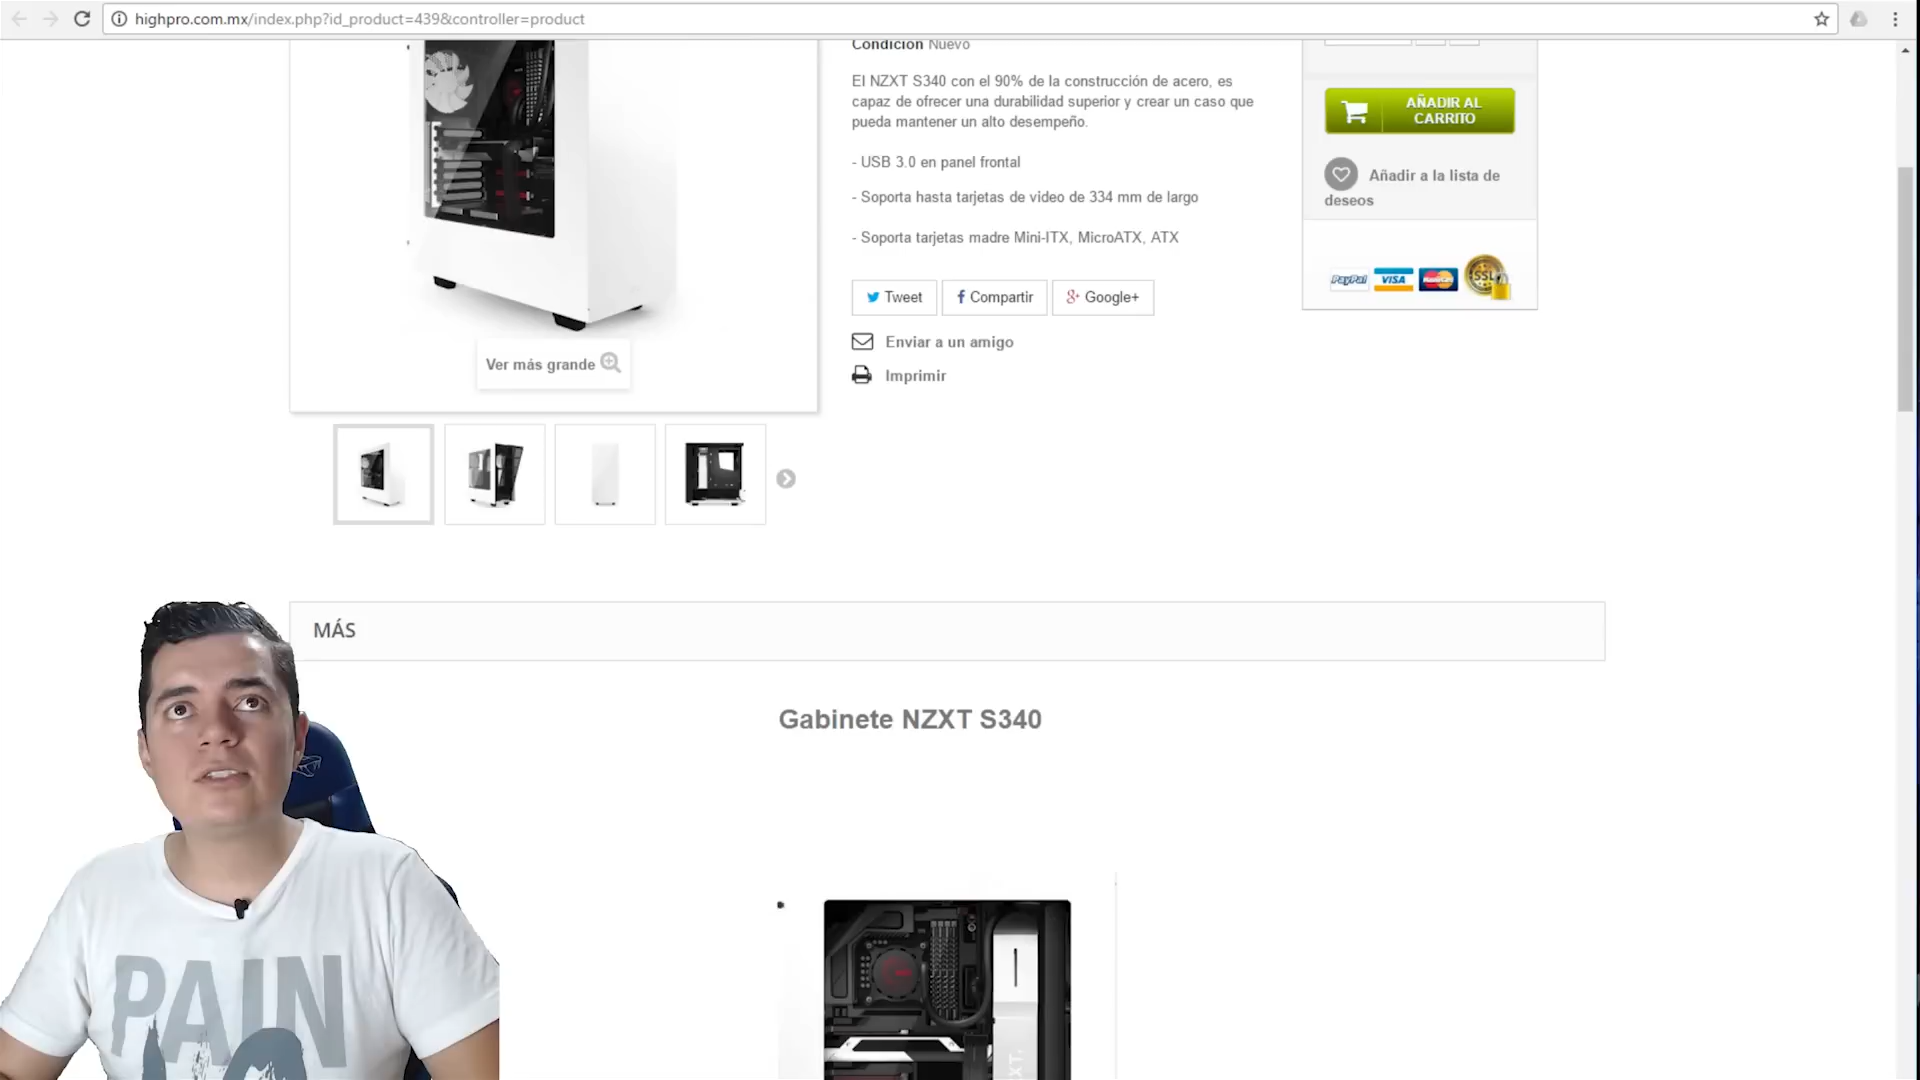 highpro.com.mx/index.php?id_product=439&controller=product
Condición Nuevo
El NZXT S340 con el 90% de la construcción de acero, es
capaz de ofrecer una durabilidad superior y crear un caso que
pueda mantener un alto desempeño.
- USB 3.0 en panel frontal
- Soporta hasta tarjetas de video de 334 mm de largo
- Soporta tarjetas madre Mini-ITX, MicroATX, ATX
Tweet
Compartir
Google+
Enviar a un amigo
Imprimir
AÑADIR AL
CARRITO
Añadir a la lista de
deseos
PayPal
VISA
MasterCard
SSL
Ver más grande
MÁS
Gabinete NZXT S340
PAIN